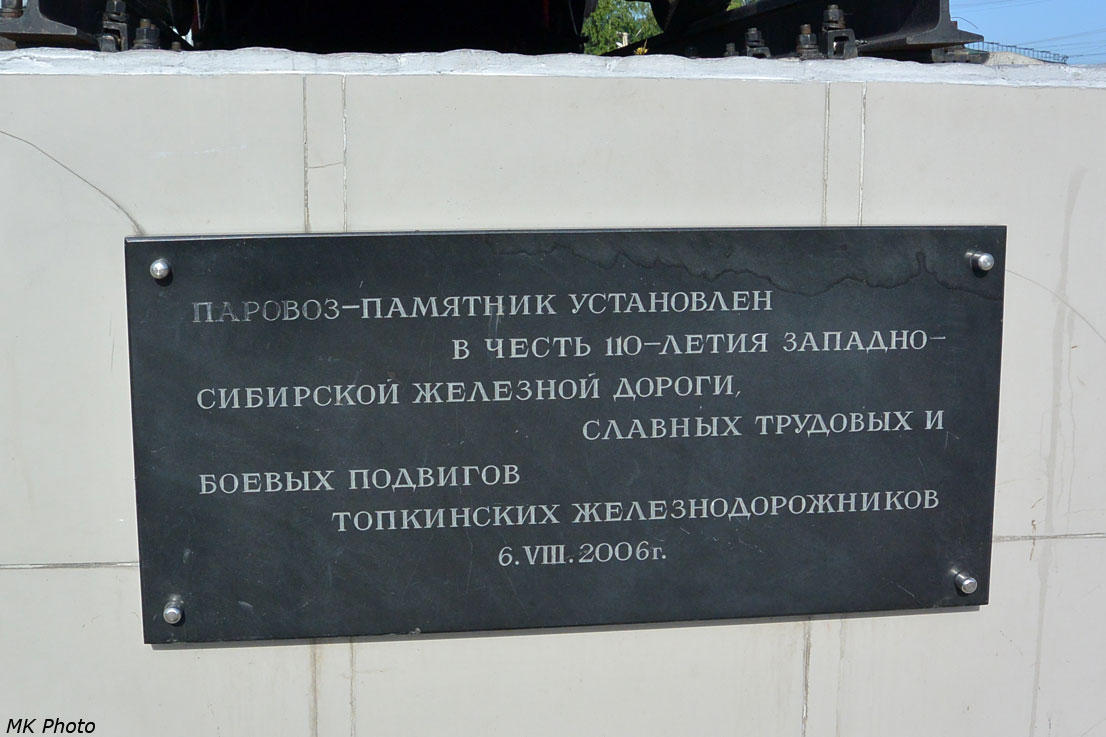 ПАРОВОЗ-ПАМЯТНИК УСТАНОВЛЕН
В ЧЕСТЬ 110-ЛЕТИЯ ЗАПАДНО-
СИБИРСКОЙ ЖЕЛЕЗНОЙ ДОРОГИ,
СЛАВНЫХ ТРУДОВЫХ И
БОЕВЫХ ПОДВИГОВ
ТОПКИНСКИХ ЖЕЛЕЗНОДОРОЖНИКОВ
6.VIII.2006г.
MK Photo